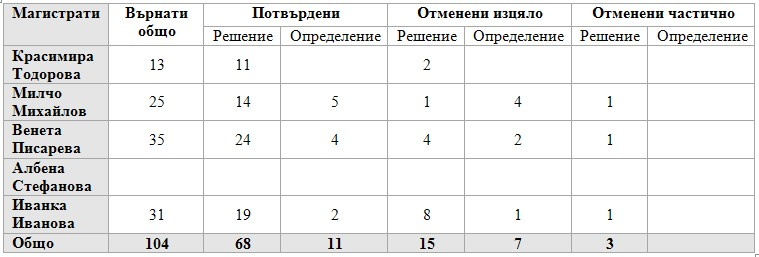 Магистрати Върнати общо Потвърдени Отменени изцяло Отменени частично
Решение Определение Решение Определение Решение Определение
Красимира Тодорова 13 11 2
Милчо Михайлов 25 14 5 1 4 1
Венета Писарева 35 24 4 4 2 1
Албена Стефанова
Иванка Иванова 31 19 2 8 1 1
Общо 104 68 11 15 7 3